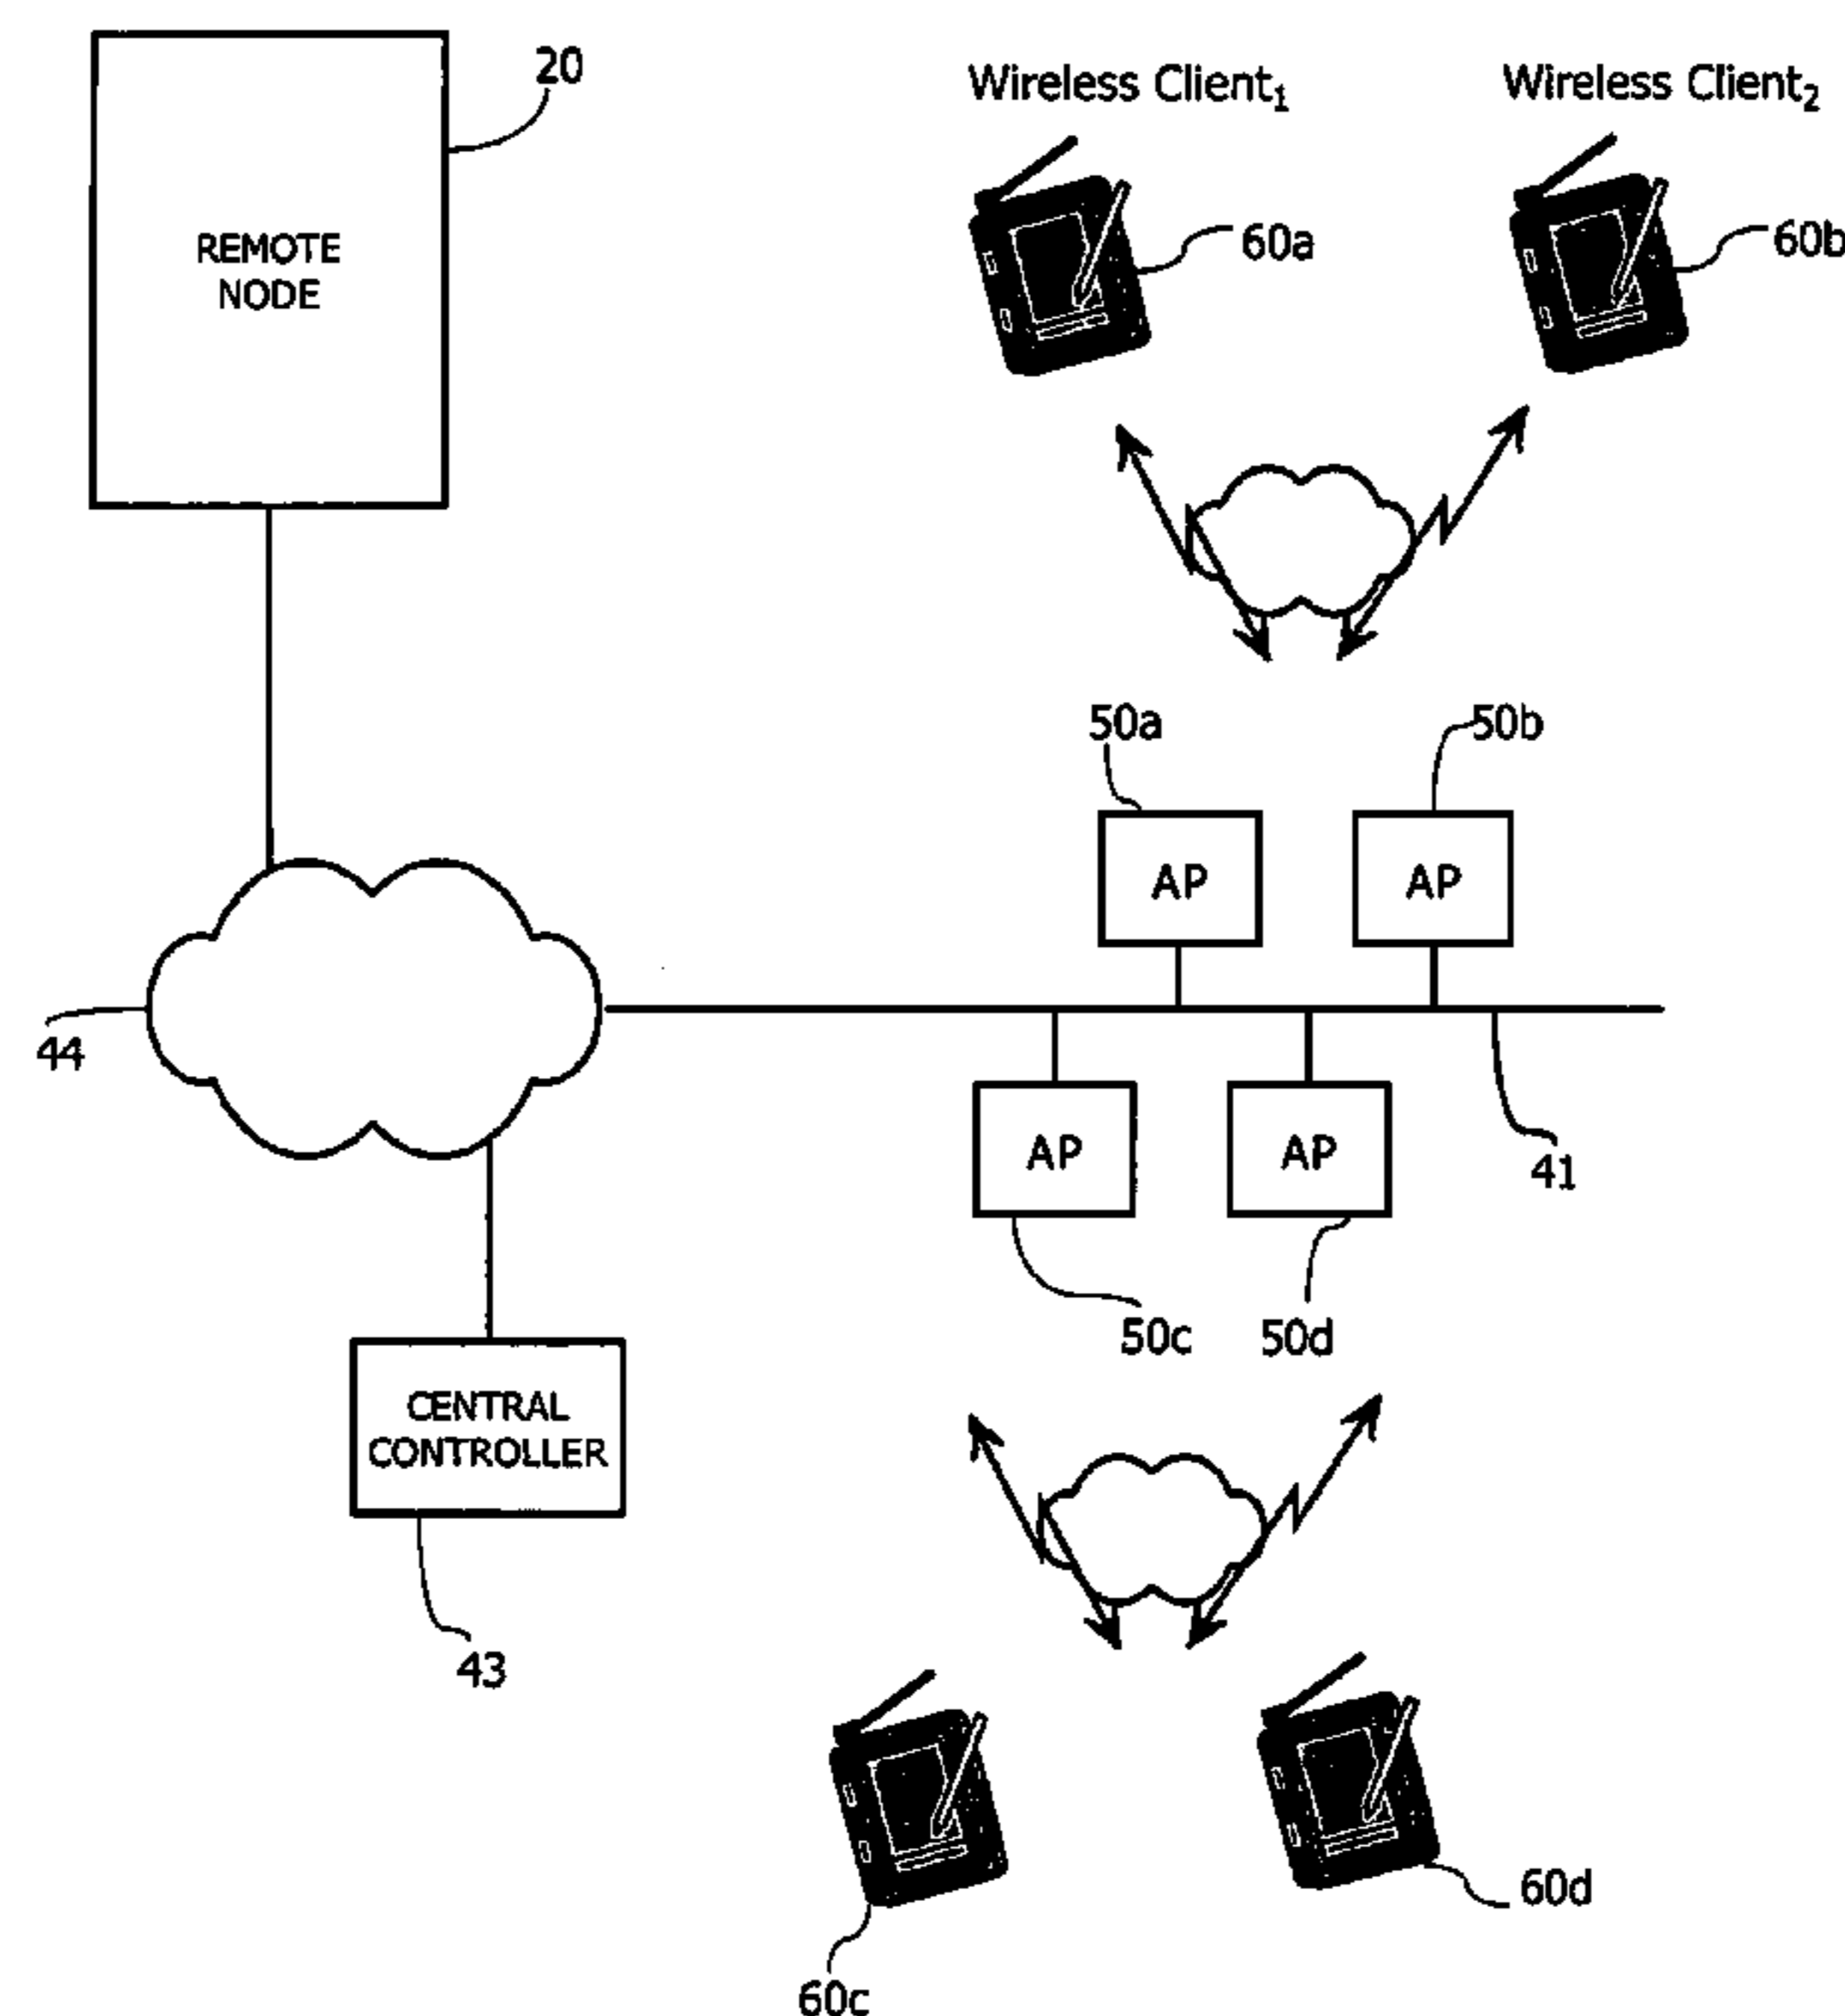 20
Wireless Client₁
Wireless Client₂
REMOTE
NODE
60a
60b
50a
50b
AP
AP
44
AP
AP
41
50c
50d
CENTRAL
CONTROLLER
43
60d
60c